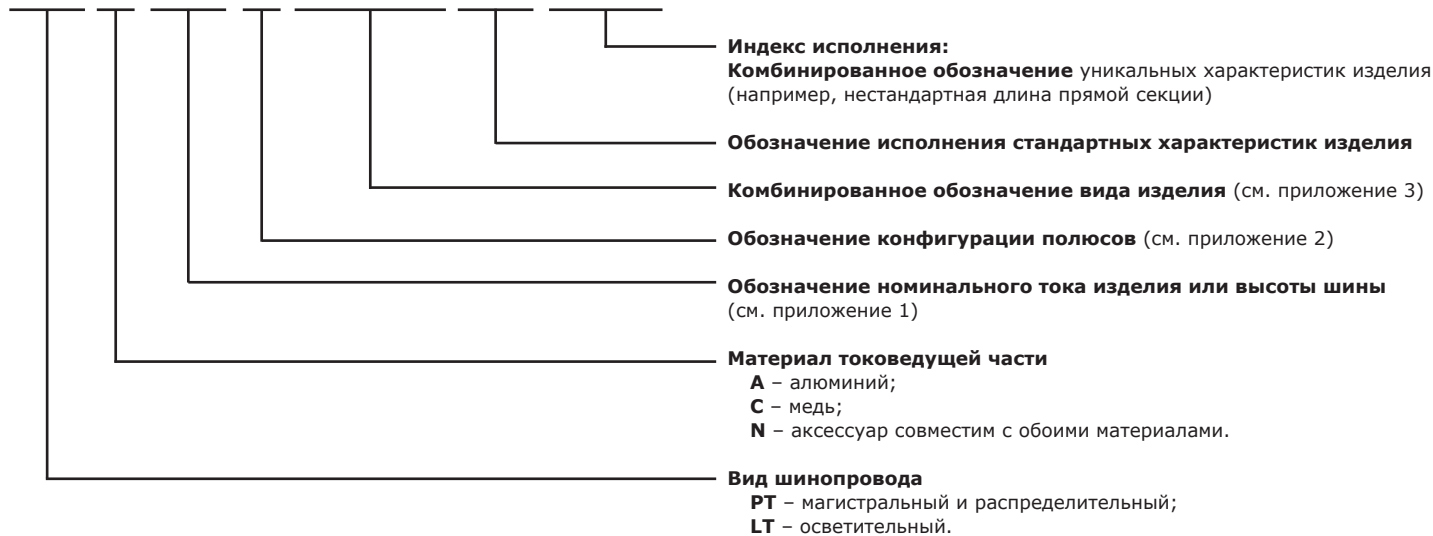 Индекс исполнения:
Комбинированное обозначение уникальных характеристик изделия
(например, нестандартная длина прямой секции)
Обозначение исполнения стандартных характеристик изделия
Комбинированное обозначение вида изделия (см. приложение 3)
Обозначение конфигурации полюсов (см. приложение 2)
Обозначение номинального тока изделия или высоты шины
(см. приложение 1)
Материал токоведущей части
A – алюминий;
C – медь;
N – аксессуар совместим с обоими материалами.
Вид шинопровода
PT – магистральный и распределительный;
LT – осветительный.